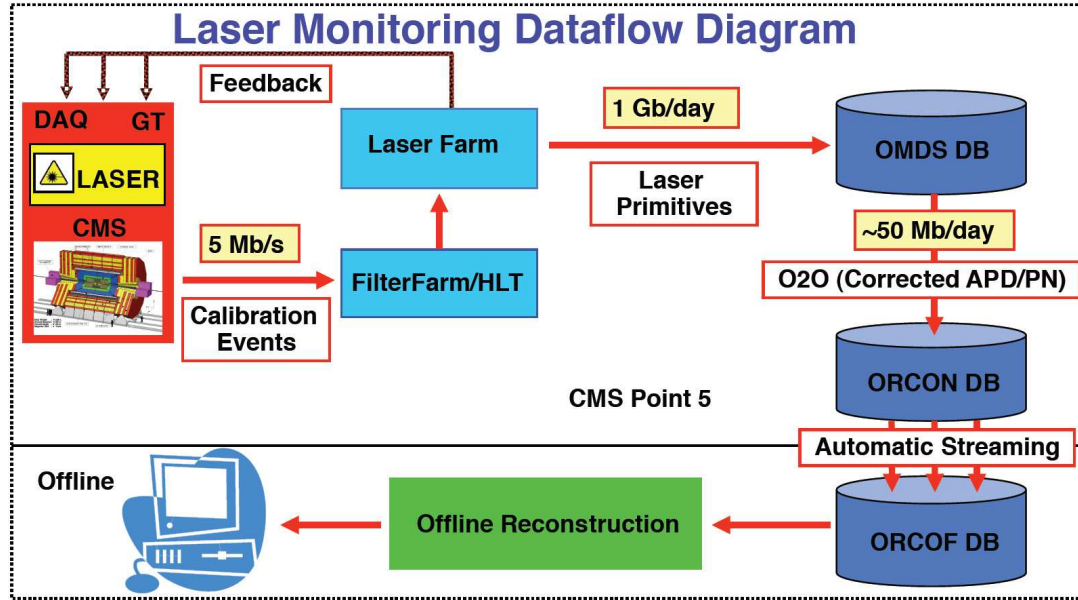 Laser Monitoring Dataflow Diagram
Feedback
DAQ GT
LASER
CMS
5 Mb/s
Calibration
Events
Laser Farm
FilterFarm/HLT
1 Gb/day
Laser
Primitives
OMDS DB
~50 Mb/day
O2O (Corrected APD/PN)
ORCON DB
CMS Point 5
Automatic Streaming
Offline
Offline Reconstruction
ORCOF DB